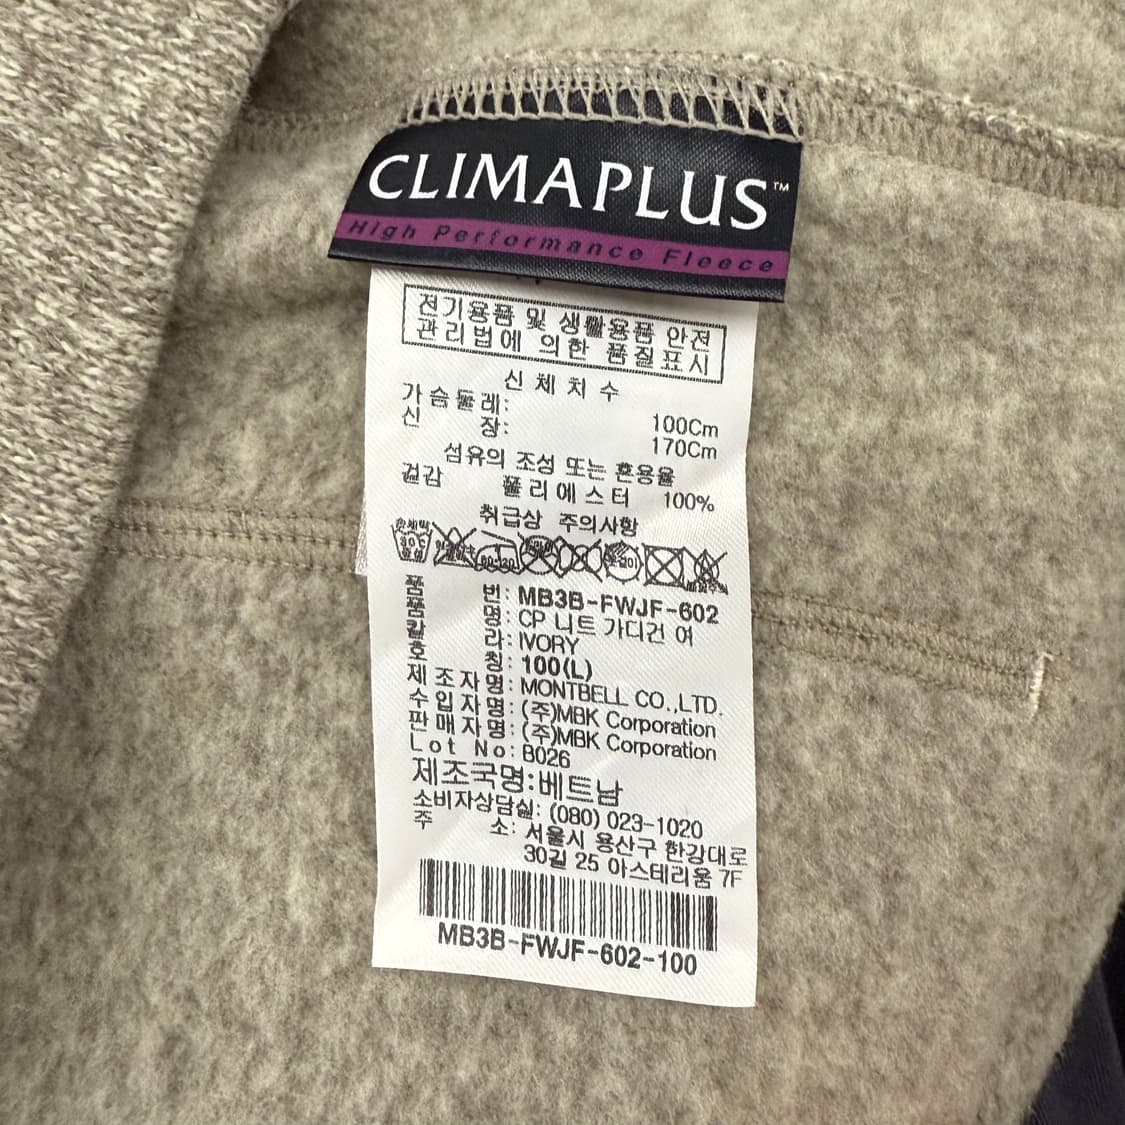 CLIMAPLUS™
High Performance Fleece
전기용품 및 생활용품 안전
관리법에 의한 품질표시
신체치수
가슴둘레: 100Cm
신 장: 170Cm
섬유의 조성 또는 혼용율
겉감 폴리에스터 100%
취급상 주의사항
품 번: MB3B-FWJF-602
품 명: CP 니트 가디건 여
칼 라: IVORY
호 칭: 100(L)
제조자명: MONTBELL CO.,LTD.
수입자명: (주)MBK Corporation
판매자명: (주)MBK Corporation
Lot No: B026
제조국명:베트남
소비자상담실: (080) 023-1020
주 소: 서울시 용산구 한강대로
30길 25 아스테리움 7F
MB3B-FWJF-602-100